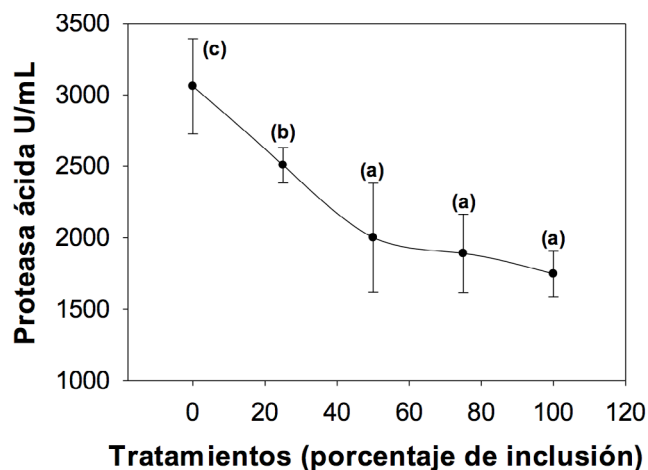 Proteasa ácida U/mL
3500
3000
2500
2000
1500
1000
(c)
(b)
(a)
(a)
(a)
0 20 40 60 80 100 120
Tratamientos (porcentaje de inclusión)